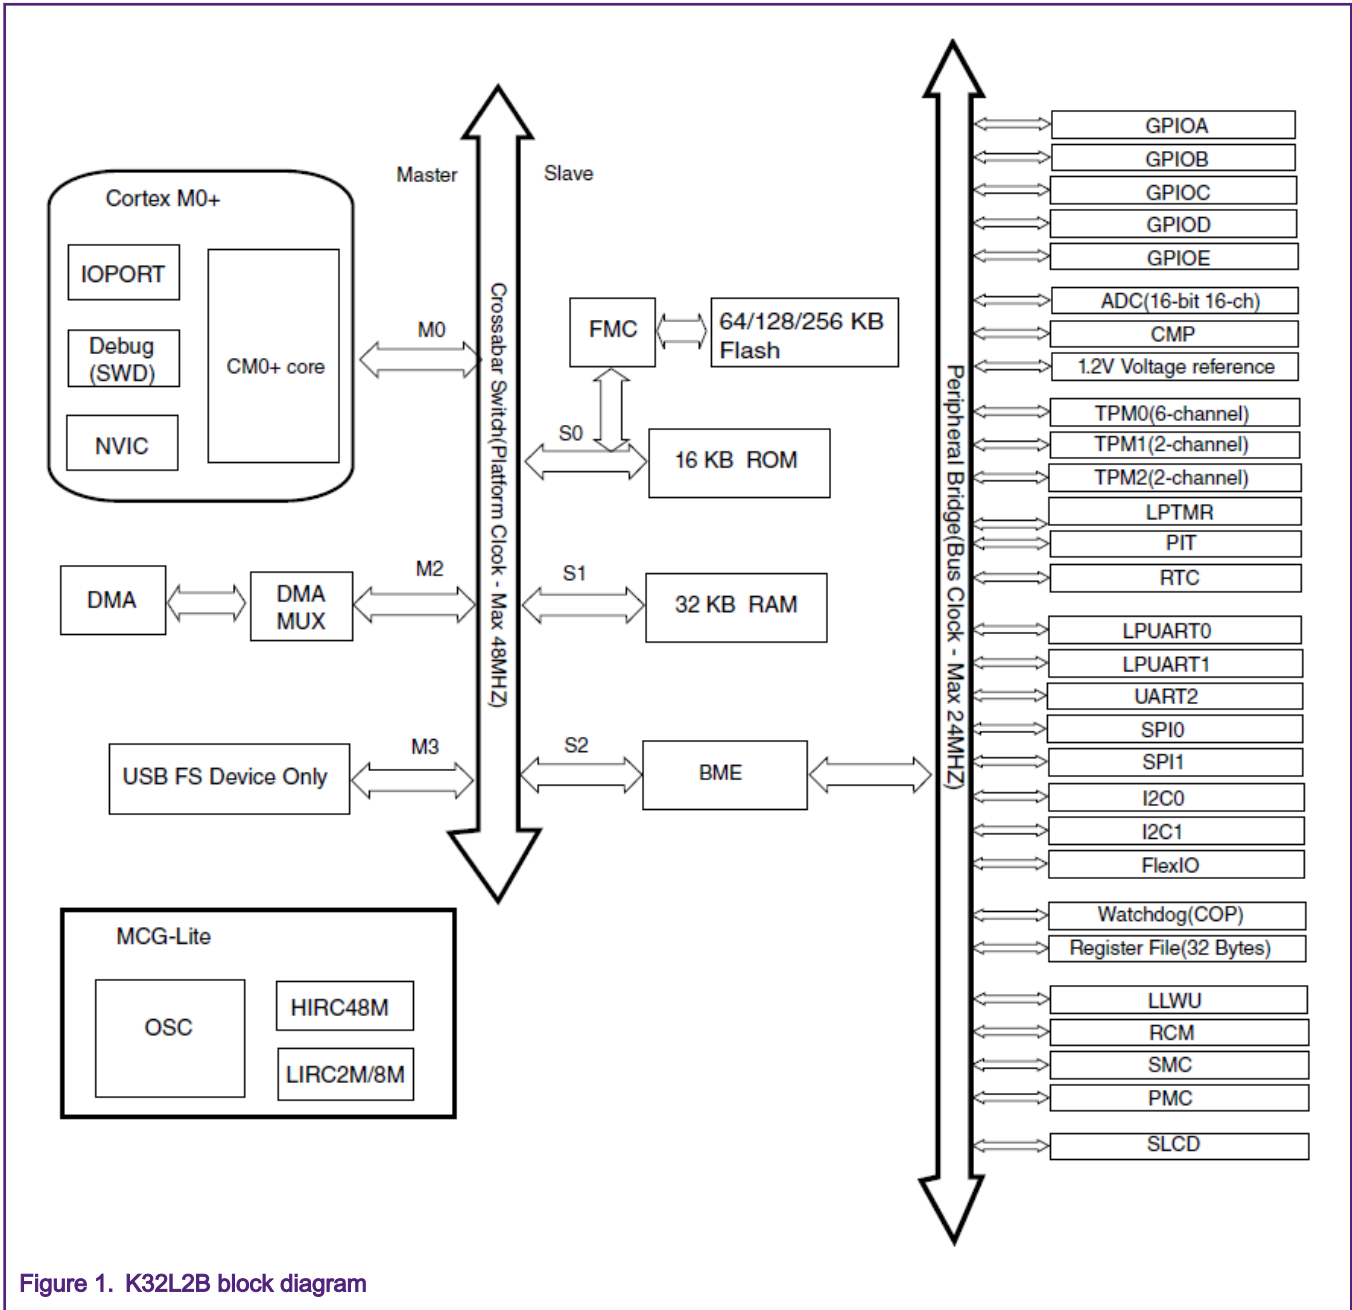 Master
Slave
Cortex M0+
IOPORT
Debug
(SWD)
NVIC
CM0+ core
M0
Crossabar Switch(Platform Clook - Max 48MHZ)
FMC
64/128/256 KB
Flash
S0
16 KB ROM
DMA
DMA
MUX
M2
S1
32 KB RAM
USB FS Device Only
M3
S2
BME
MCG-Lite
OSC
HIRC48M
LIRC2M/8M
Peripheral Bridge(Bus Clock - Max 24MHZ)
GPIOA
GPIOB
GPIOC
GPIOD
GPIOE
ADC(16-bit 16-ch)
CMP
1.2V Voltage reference
TPM0(6-channel)
TPM1(2-channel)
TPM2(2-channel)
LPTMR
PIT
RTC
LPUART0
LPUART1
UART2
SPI0
SPI1
I2C0
I2C1
FlexIO
Watchdog(COP)
Register File(32 Bytes)
LLWU
RCM
SMC
PMC
SLCD
Figure 1. K32L2B block diagram